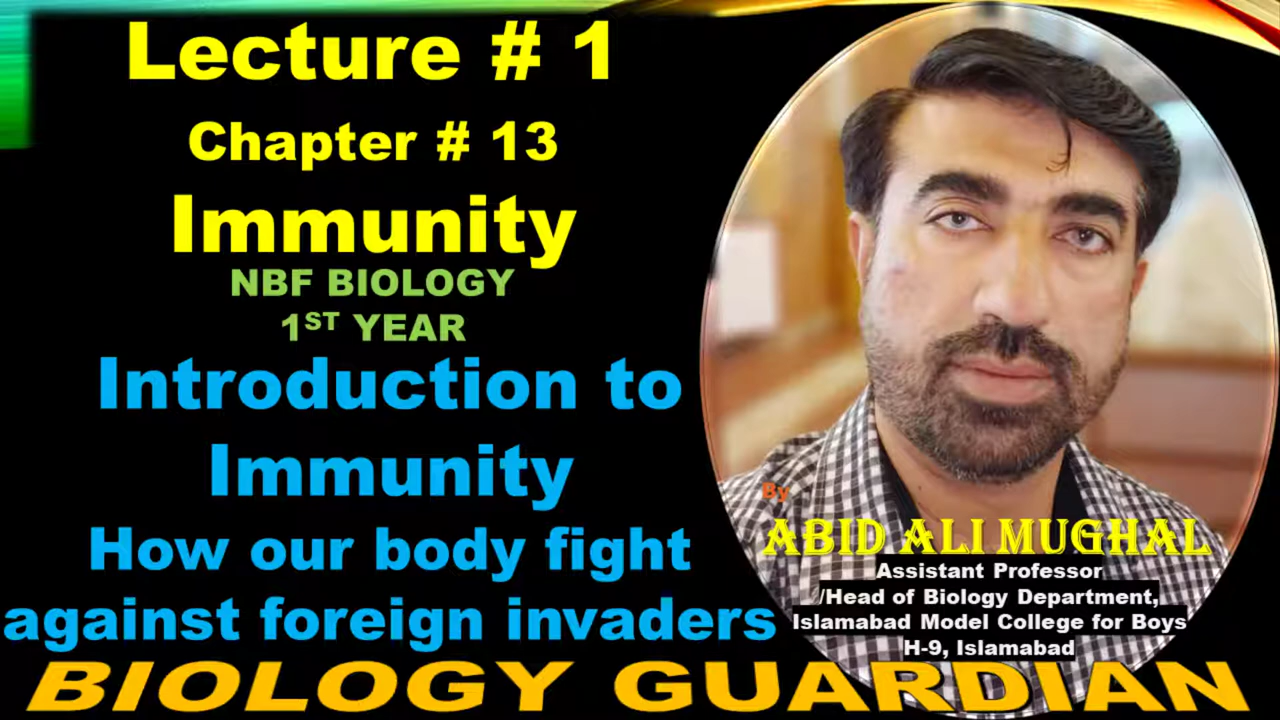 Lecture # 1
Chapter # 13
Immunity
NBF BIOLOGY
1ST YEAR
Introduction to
Immunity
How our body fight
against foreign invaders
By
ABID ALI MUGHAL
Assistant Professor
/Head of Biology Department,
Islamabad Model College for Boys
H-9, Islamabad
BIOLOGY GUARDIAN